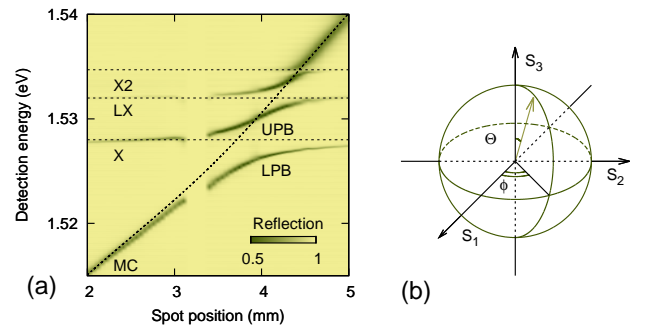 1.54
1.53
1.52
Detection energy (eV)
X2
LX
X
UPB
LPB
MC
Reflection
0.5 1
2 3 4 5
Spot position (mm)
(a)
S3
Θ
ϕ
S2
S1
(b)